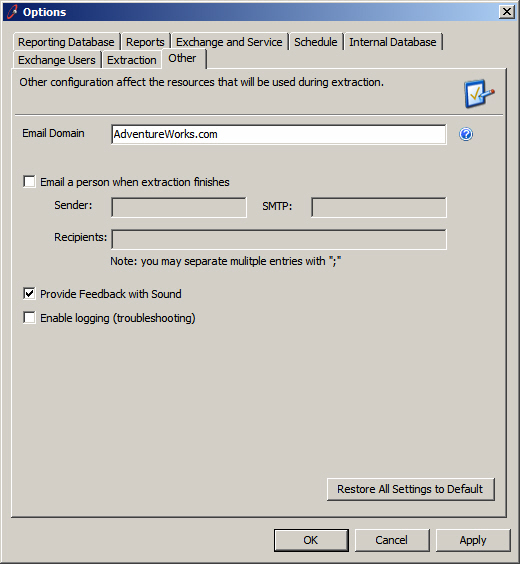 Options
Reporting Database Reports Exchange and Service Schedule Internal Database
Exchange Users Extraction Other
Other configuration affect the resources that will be used during extraction.
Email Domain AdventureWorks.com ?
Email a person when extraction finishes
Sender: SMTP:
Recipients:
Note: you may separate mulitple entries with ";"
Provide Feedback with Sound
Enable logging (troubleshooting)
Restore All Settings to Default
OK Cancel Apply